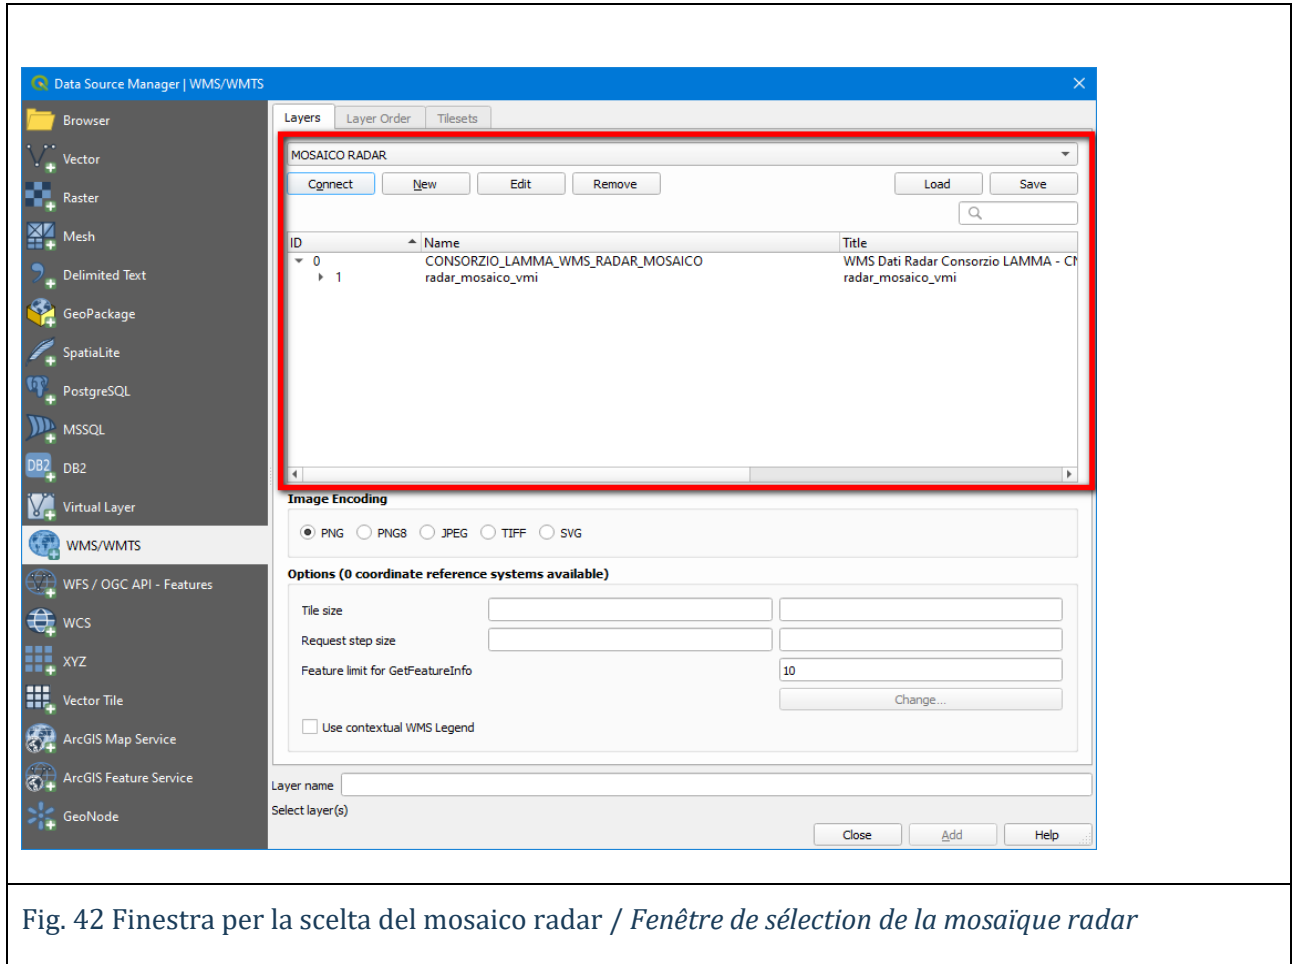 Data Source Manager | WMS/WMTS
Browser
Vector
Raster
Mesh
Delimited Text
GeoPackage
SpatiaLite
PostgreSQL
MSSQL
DB2
DB2
Virtual Layer
WMS/WMTS
WFS / OGC API - Features
WCS
XYZ
Vector Tile
ArcGIS Map Service
ArcGIS Feature Service
GeoNode
Layers Layer Order Tilesets
MOSAICO RADAR
Connect New Edit Remove Load Save
ID Name Title
0 CONSORZIO_LAMMA_WMS_RADAR_MOSAICO WMS Dati Radar Consorzio LAMMA -
1 radar_mosaico_vmi radar_mosaico_vmi
Image Encoding
PNG PNG8 JPEG TIFF SVG
Options (0 coordinate reference systems available)
Tile size
Request step size
Feature limit for GetFeatureInfo 10
Change...
Use contextual WMS Legend
Layer name
Select layer(s)
Close Add Help
Fig. 42 Finestra per la scelta del mosaico radar / Fenêtre de sélection de la mosaïque radar